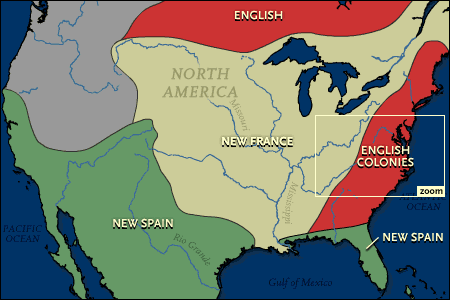 ENGLISH
NORTH
AMERICA
Missouri
NEW FRANCE
ENGLISH
COLONIES
zoom
ATLANTIC
OCEAN
Mississippi
NEW SPAIN
PACIFIC
OCEAN
Rio Grande
NEW SPAIN
Gulf of Mexico